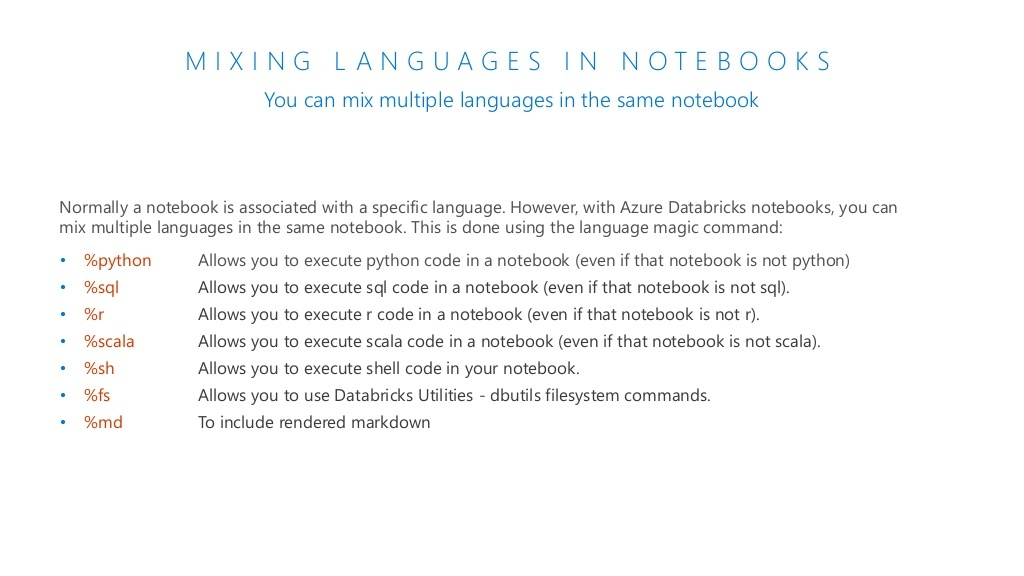 MIXING LANGUAGES IN NOTEBOOKS
You can mix multiple languages in the same notebook
Normally a notebook is associated with a specific language. However, with Azure Databricks notebooks, you can
mix multiple languages in the same notebook. This is done using the language magic command:
• %python Allows you to execute python code in a notebook (even if that notebook is not python)
• %sql Allows you to execute sql code in a notebook (even if that notebook is not sql).
• %r Allows you to execute r code in a notebook (even if that notebook is not r).
• %scala Allows you to execute scala code in a notebook (even if that notebook is not scala).
• %sh Allows you to execute shell code in your notebook.
• %fs Allows you to use Databricks Utilities - dbutils filesystem commands.
• %md To include rendered markdown